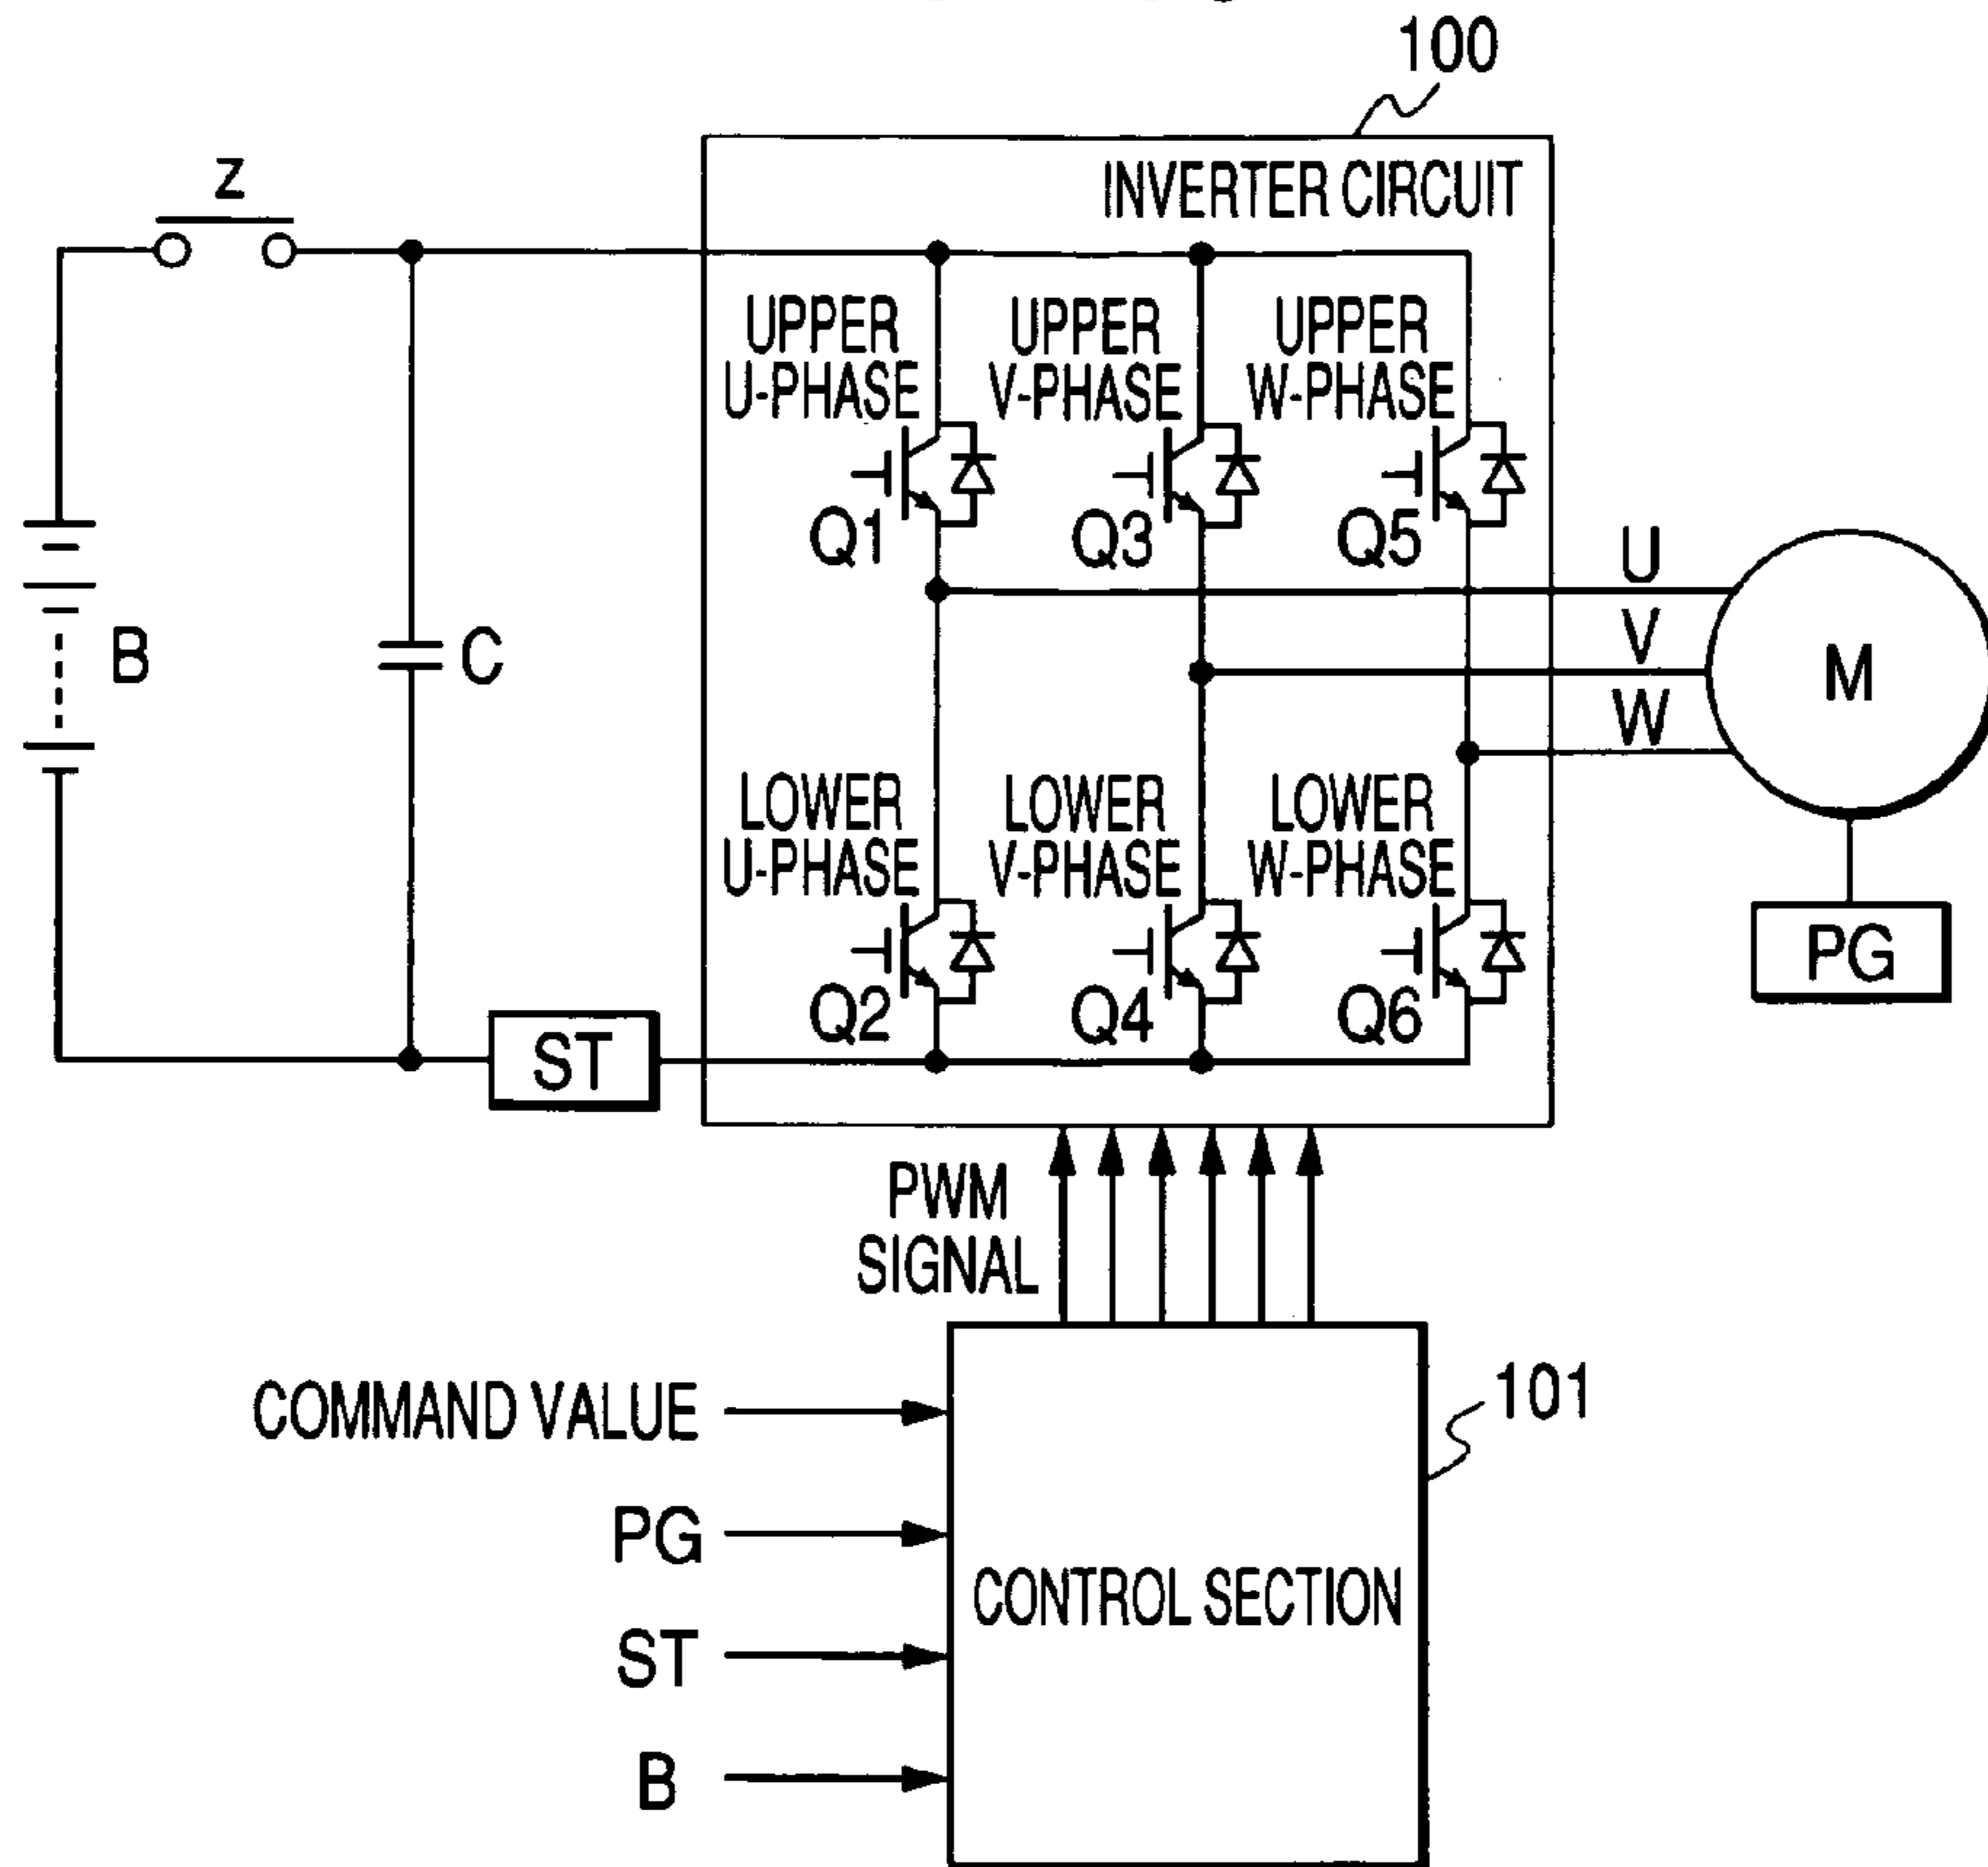 100
z
INVERTER CIRCUIT
UPPER
U-PHASE
UPPER
V-PHASE
UPPER
W-PHASE
Q1
Q3
Q5
U
V
W
M
B
C
LOWER
U-PHASE
LOWER
V-PHASE
LOWER
W-PHASE
Q2
Q4
Q6
PG
ST
PWM
SIGNAL
COMMAND VALUE
PG
ST
B
CONTROL SECTION
101